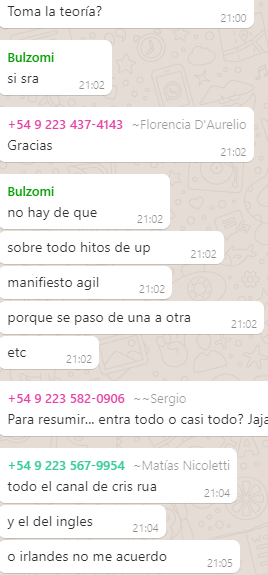 Toma la teoría?
21:00
Bulzomi
si sra
21:02
+54 9 223 437-4143 ~Florencia D'Aurelio
Gracias
21:02
Bulzomi
no hay de que
21:02
sobre todo hitos de up
21:02
manifiesto agil
21:02
porque se paso de una a otra
21:02
etc
21:02
+54 9 223 582-0906 ~~Sergio
Para resumir... entra todo o casi todo? Jaja
+54 9 223 567-9954 ~Matías Nicoletti
todo el canal de cris rua
21:04
y el del ingles
21:04
o irlandes no me acuerdo
21:05